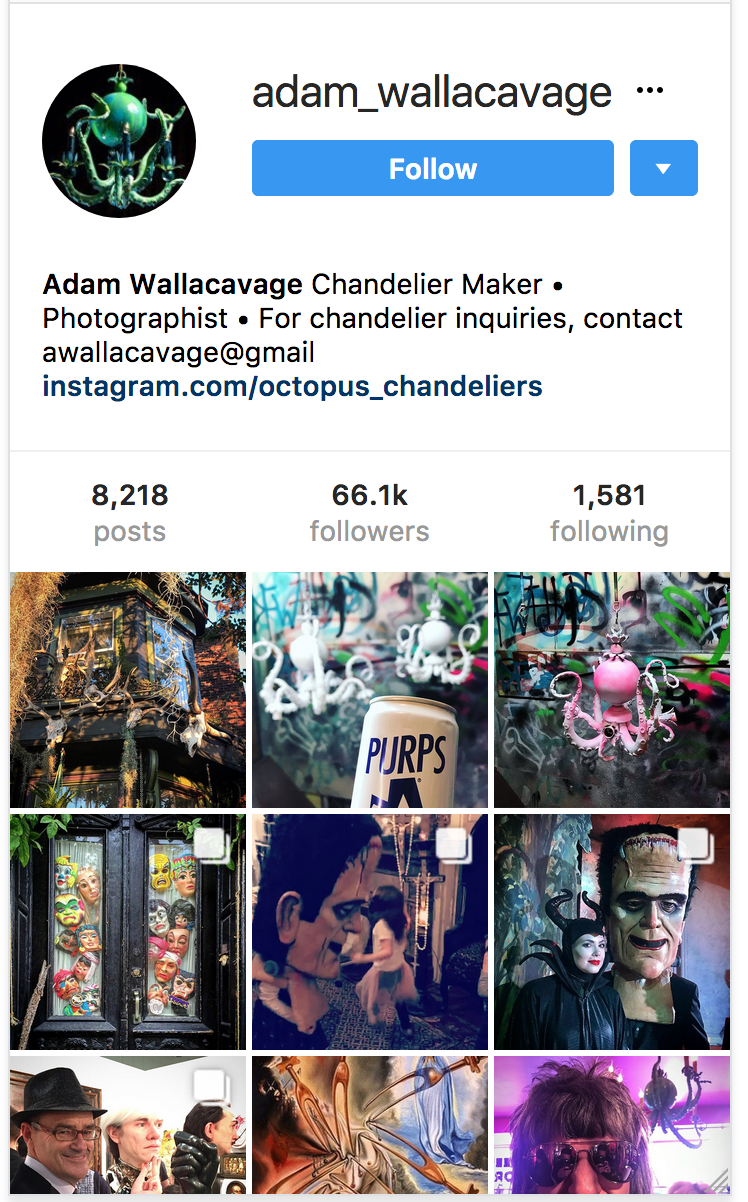 adam_wallacavage •••
Follow
Adam Wallacavage Chandelier Maker •
Photographist • For chandelier inquiries, contact
awallacavage@gmail
instagram.com/octopus_chandeliers
8,218 66.1k 1,581
posts followers following
PURPS